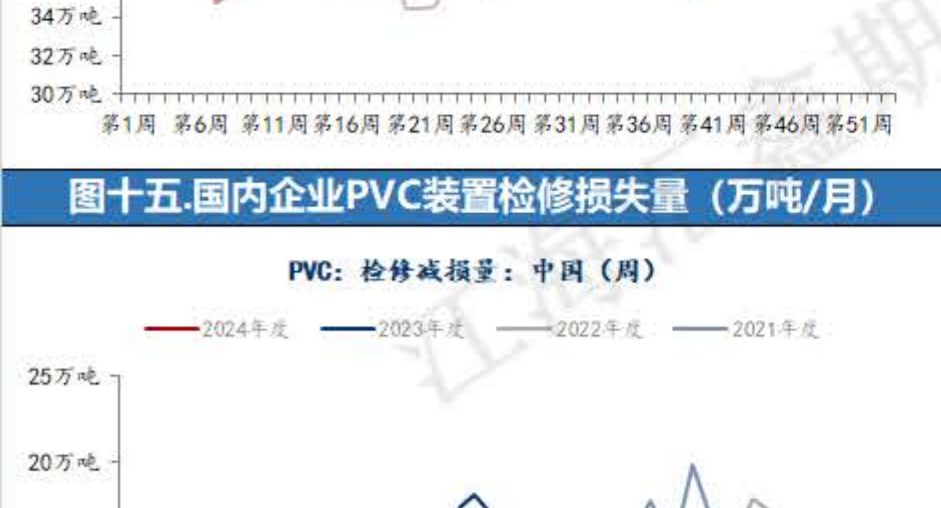 34万吨
32万吨
30万吨
第1周 第6周 第11周 第16周 第21周 第26周 第31周 第36周 第41周 第46周 第51周
图十五.国内企业PVC装置检修损失量（万吨/月）
PVC：检修减损量：中国（周）
2024年度 2023年度 2022年度 2021年度
25万吨
20万吨
江海汇鑫期